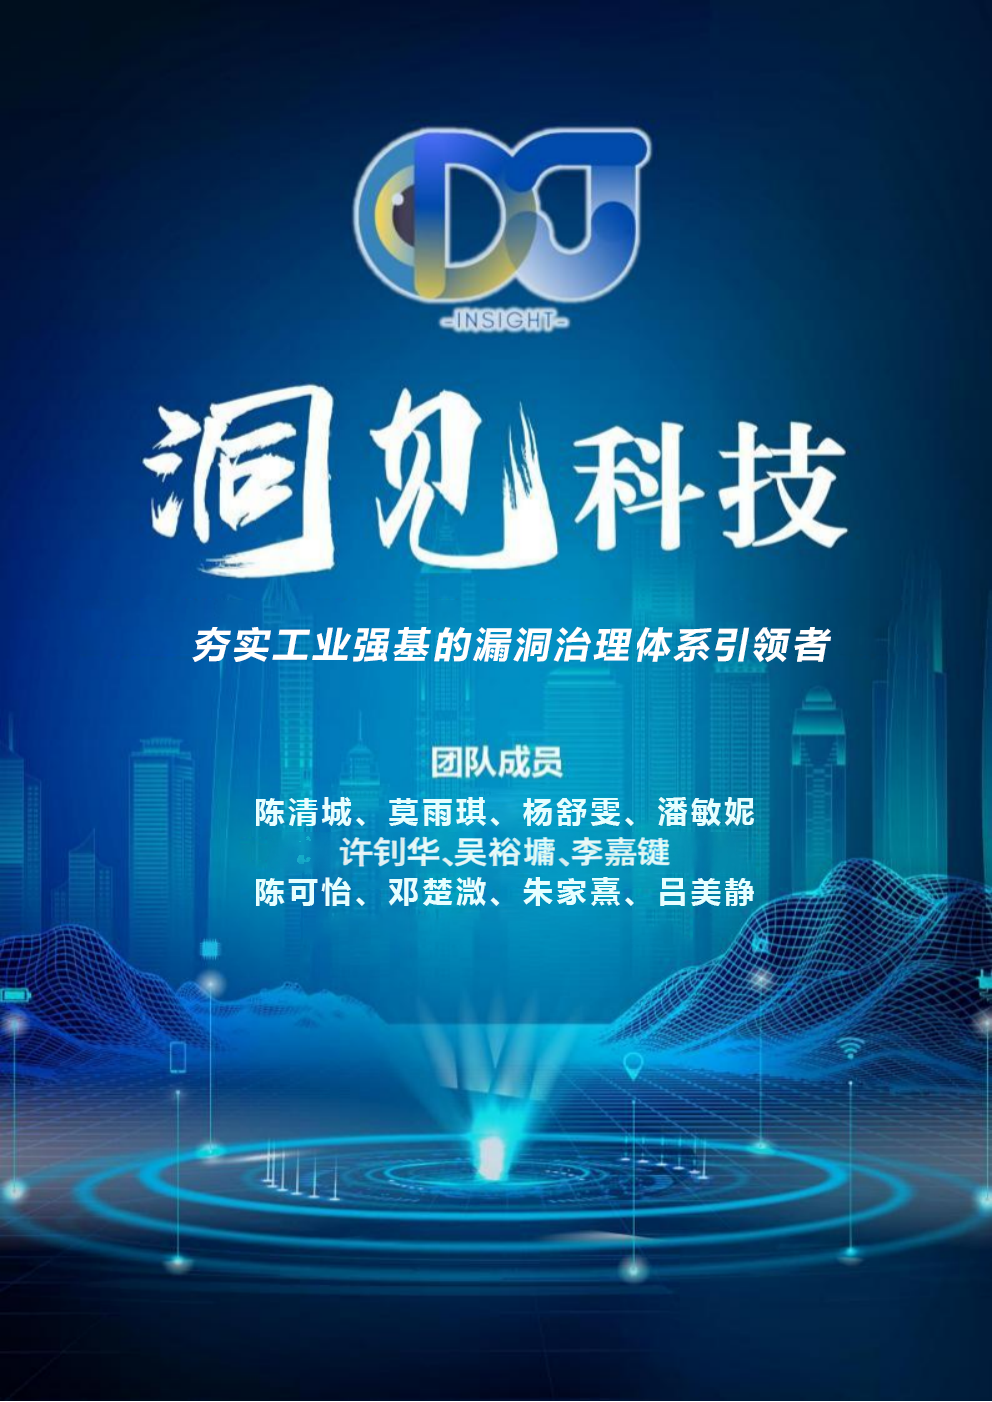 DJ
-INSIGHT-
洞见科技
夯实工业强基的漏洞治理体系引领者
团队成员
陈清城、莫雨琪、杨舒雯、潘敏妮
许钊华、吴裕墉、李嘉键
陈可怡、邓楚溦、朱家熹、吕美静